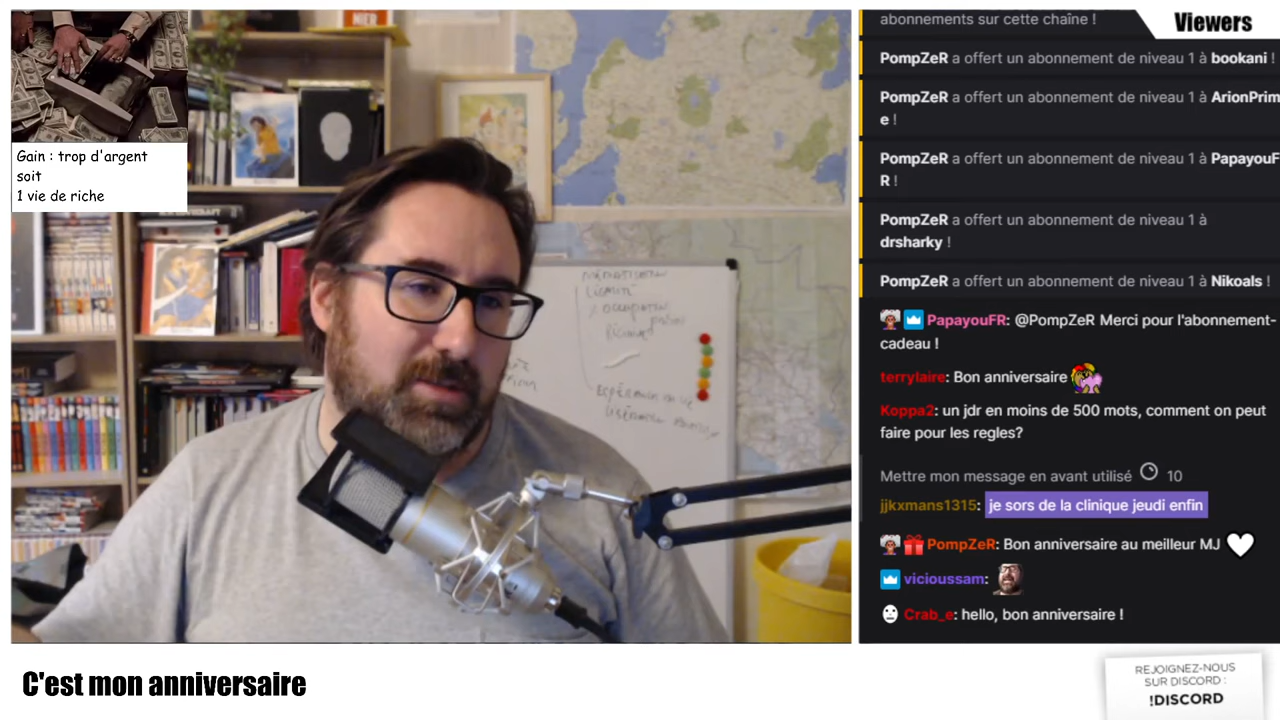 NIER
Gain : trop d'argent
soit
1 vie de riche
C'est mon anniversaire
Viewers
abonnements sur cette chaîne !
PompZeR a offert un abonnement de niveau 1 à bookani !
PompZeR a offert un abonnement de niveau 1 à ArionPrim
e !
PompZeR a offert un abonnement de niveau 1 à PapayouF
R !
PompZeR a offert un abonnement de niveau 1 à
drsharky !
PompZeR a offert un abonnement de niveau 1 à Nikoals !
PapayouFR: @PompZeR Merci pour l'abonnement-
cadeau !
terrylaire: Bon anniversaire
Koppa2: un jdr en moins de 500 mots, comment on peut
faire pour les regles?
Mettre mon message en avant utilisé 10
jjkxmans1315: je sors de la clinique jeudi enfin
PompZeR: Bon anniversaire au meilleur MJ
vicioussam:
Crab_e: hello, bon anniversaire !
REJOIGNEZ-NOUS
SUR DISCORD :
!DISCORD